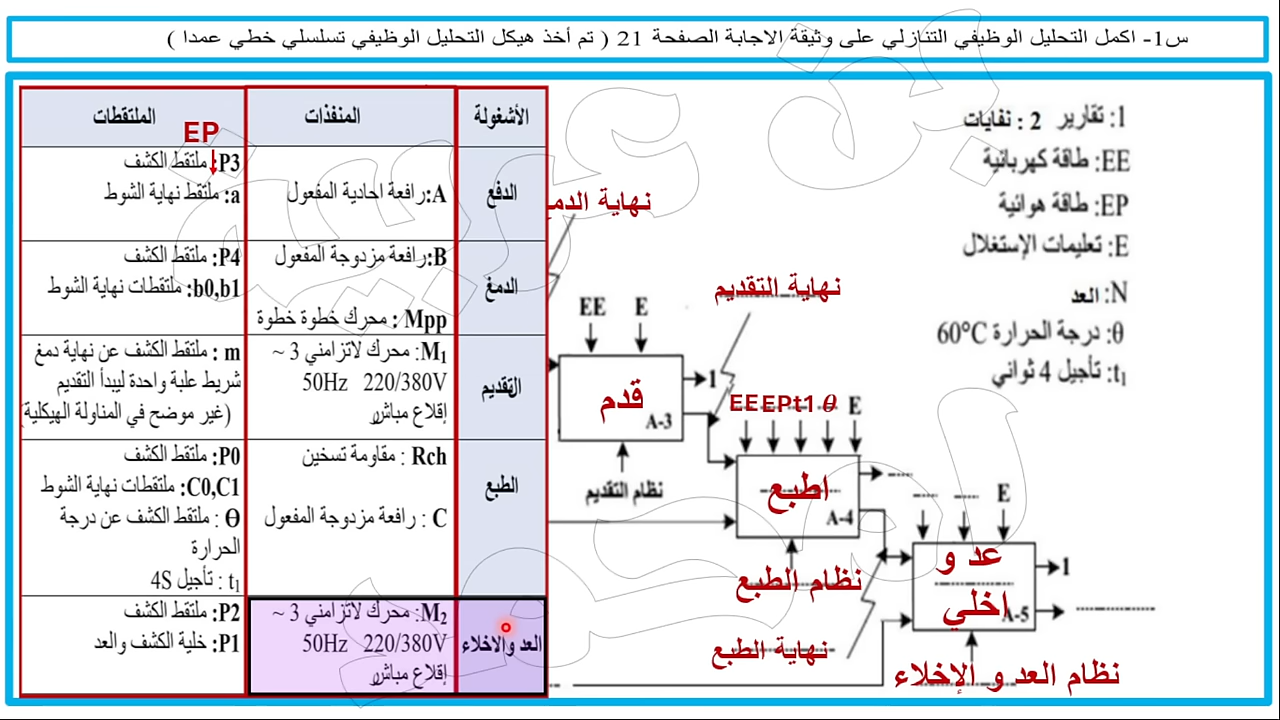 س1- اكمل التحليل الوظيفي التنازلي على وثيقة الاجابة الصفحة 21 ( تم أخذ هيكل التحليل الوظيفي تسلسلي خطي عمدا )
1: تقارير 2 : نفايات
EE: طاقة كهربائية
EP: طاقة هوائية
E: تعليمات الإستغلال
N: العد
θ: درجة الحرارة 60°C
t1: تأجيل 4 ثواني
الأشغولة
المنفذات
الملتقطات
EP
الدفع
A:رافعة احادية المفعول
P3: ملتقط الكشف
a: ملتقط نهاية الشوط
الدمغ
B:رافعة مزدوجة المفعول
Mpp : محرك خطوة خطوة
P4: ملتقط الكشف
b0,b1: ملتقطات نهاية الشوط
التقديم
M1: محرك لاتزامني 3 ~
50Hz 220/380V
إقلاع مباشر
m : ملتقط الكشف عن نهاية دمغ
شريط علبة واحدة ليبدأ التقديم
(غير موضح في المناولة الهيكلية)
الطبع
Rch : مقاومة تسخين
C : رافعة مزدوجة المفعول
P0: ملتقط الكشف
C0,C1: ملتقطات نهاية الشوط
Θ : ملتقط الكشف عن درجة
الحرارة
t1 : تأجيل 4S
العد والاخلاء
M2: محرك لاتزامني 3 ~
50Hz 220/380V
إقلاع مباشر
P2: ملتقط الكشف
P1: خلية الكشف والعد
نهاية الدمغ
نهاية التقديم
EE E
قدم
A-3
1
نظام التقديم
EE EP t1 θ E
اطبع
A-4
نظام الطبع
نهاية الطبع
E
عد و
اخلي
A-5
1
نظام العد و الإخلاء